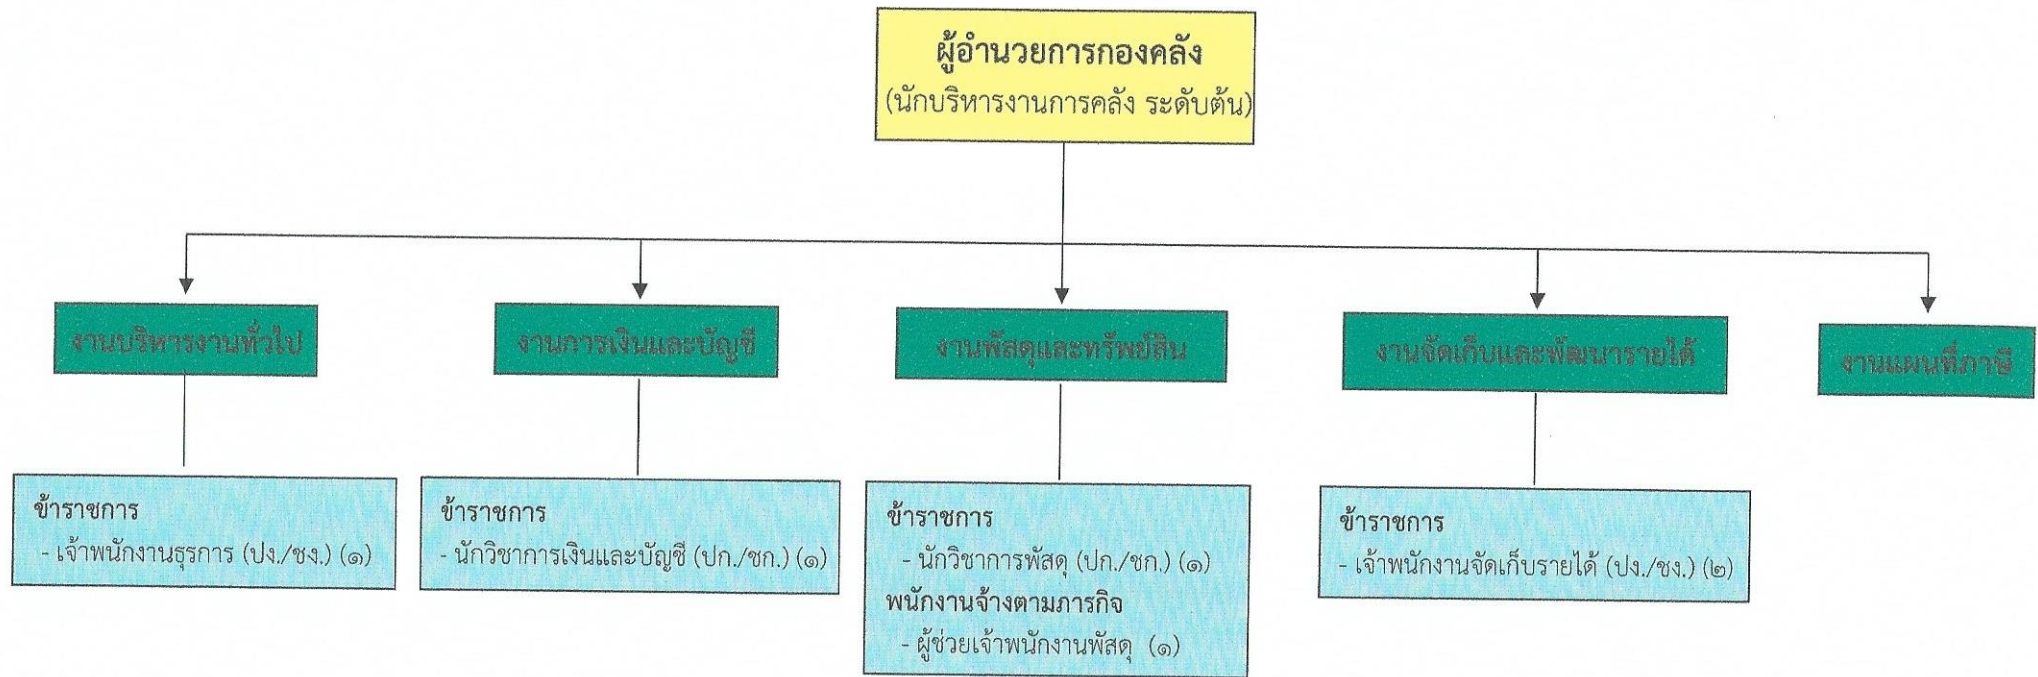 ผู้อำนวยการกองคลัง
(นักบริหารงานการคลัง ระดับต้น)
งานบริหารงานทั่วไป
งานการเงินและบัญชี
งานพัสดุและทรัพย์สิน
งานจัดเก็บและพัฒนารายได้
งานแผนที่ภาษี
ข้าราชการ
- เจ้าพนักงานธุรการ (ปง./ชง.) (๑)
ข้าราชการ
- นักวิชาการเงินและบัญชี (ปก./ชก.) (๑)
ข้าราชการ
- นักวิชาการพัสดุ (ปก./ชก.) (๑)
พนักงานจ้างตามภารกิจ
- ผู้ช่วยเจ้าพนักงานพัสดุ (๑)
ข้าราชการ
- เจ้าพนักงานจัดเก็บรายได้ (ปง./ชง.) (๒)